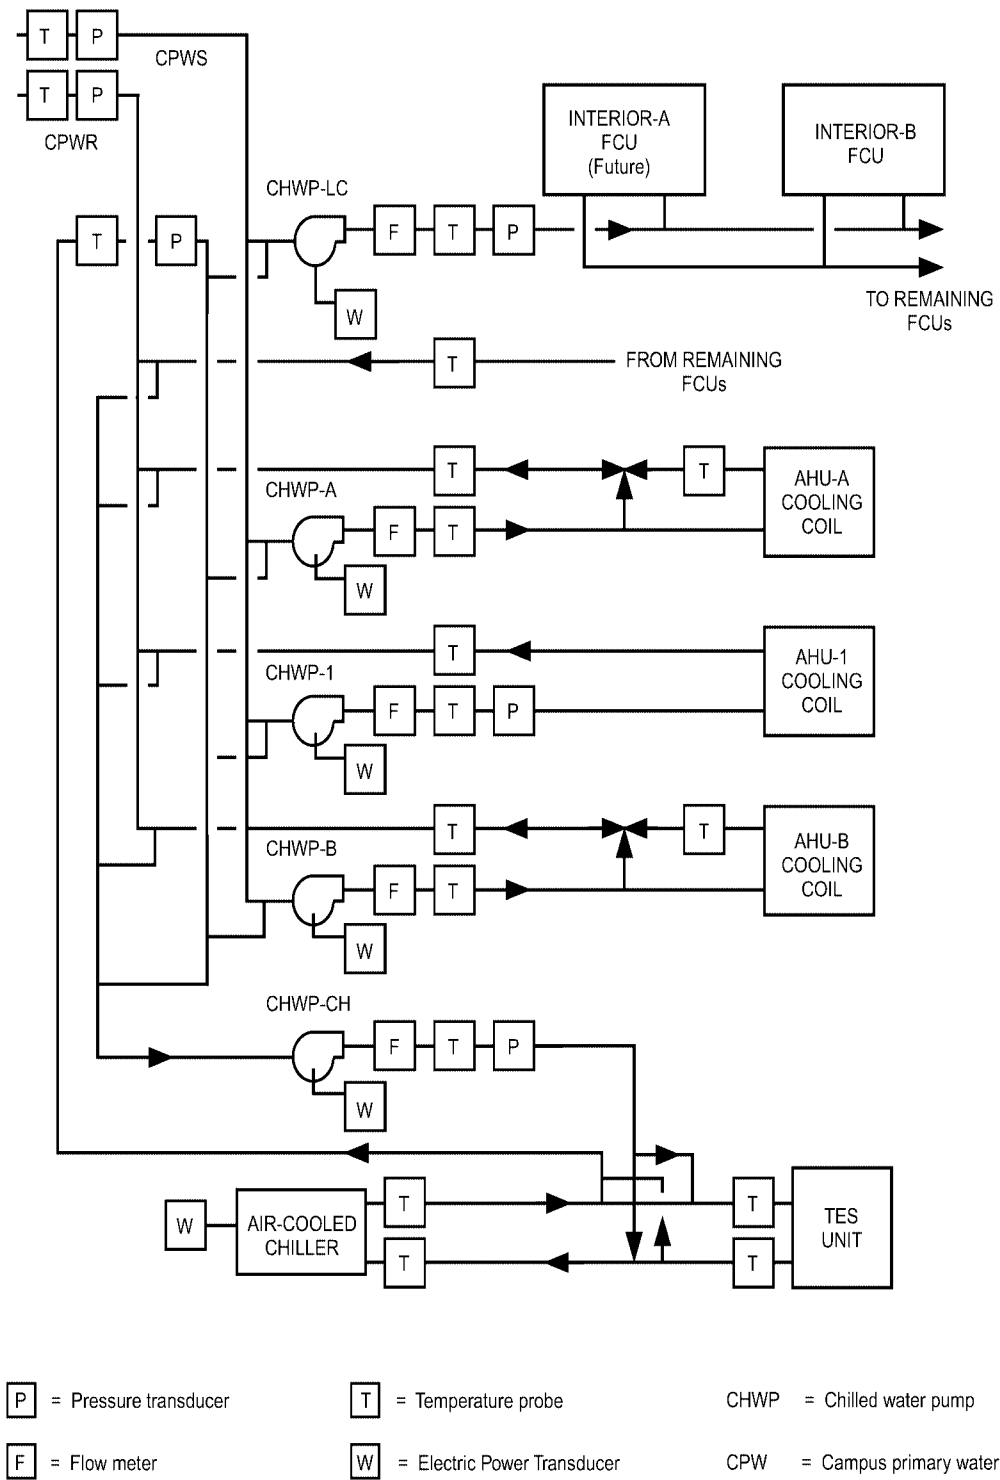 T P
CPWS
T P
CPWR
INTERIOR-A
FCU
(Future)
INTERIOR-B
FCU
CHWP-LC
T P
F T P
W
TO REMAINING
FCUs
T
FROM REMAINING
FCUs
T
T
AHU-A
COOLING
COIL
CHWP-A
F T
W
T
AHU-1
COOLING
COIL
CHWP-1
F T P
W
T
T
AHU-B
COOLING
COIL
CHWP-B
F T
W
CHWP-CH
F T P
W
T
T
W
AIR-COOLED
CHILLER
TES
UNIT
T
T
P = Pressure transducer
T = Temperature probe
CHWP = Chilled water pump
F = Flow meter
W = Electric Power Transducer
CPW = Campus primary water